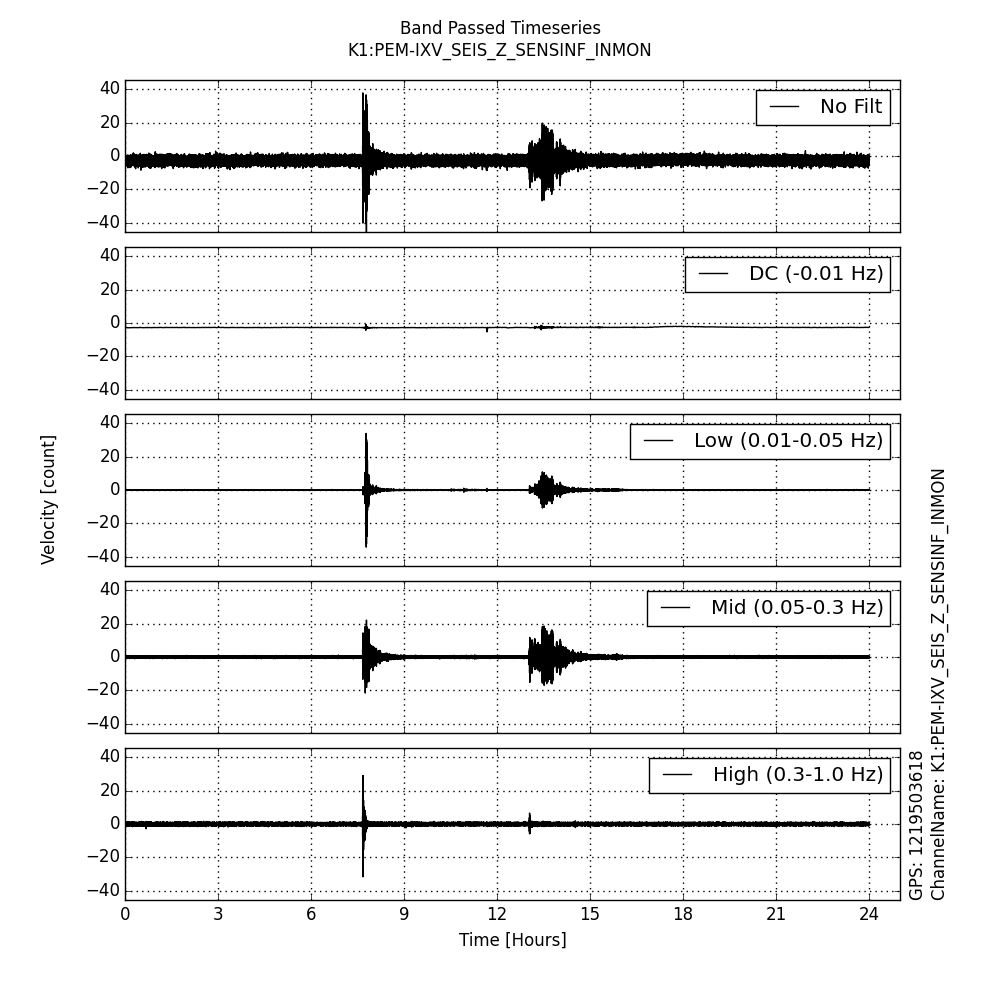 Band Passed Timeseries
K1:PEM-IXV_SEIS_Z_SENSINF_INMON
40
20
0
−20
−40
No Filt
40
20
0
−20
−40
DC (-0.01 Hz)
40
20
0
−20
−40
Low (0.01-0.05 Hz)
40
20
0
−20
−40
Mid (0.05-0.3 Hz)
40
20
0
−20
−40
High (0.3-1.0 Hz)
0 3 6 9 12 15 18 21 24
Time [Hours]
Velocity [count]
GPS: 1219503618
ChannelName: K1:PEM-IXV_SEIS_Z_SENSINF_INMON